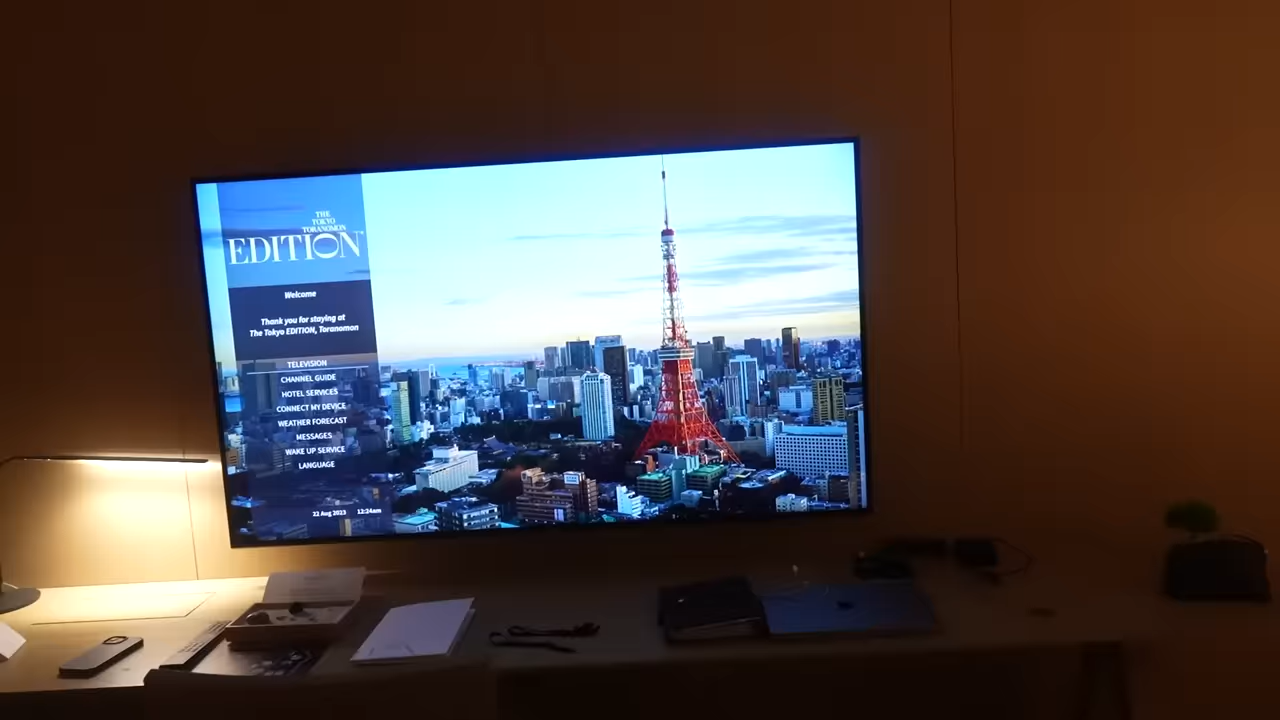 THE
TOKYO
TORANOMON
EDITION
Welcome
Thank you for staying at
The Tokyo EDITION, Toranomon
TELEVISION
CHANNEL GUIDE
HOTEL SERVICES
CONNECT MY DEVICE
WEATHER FORECAST
MESSAGES
WAKE UP SERVICE
LANGUAGE
22 Aug 2023 12:24am